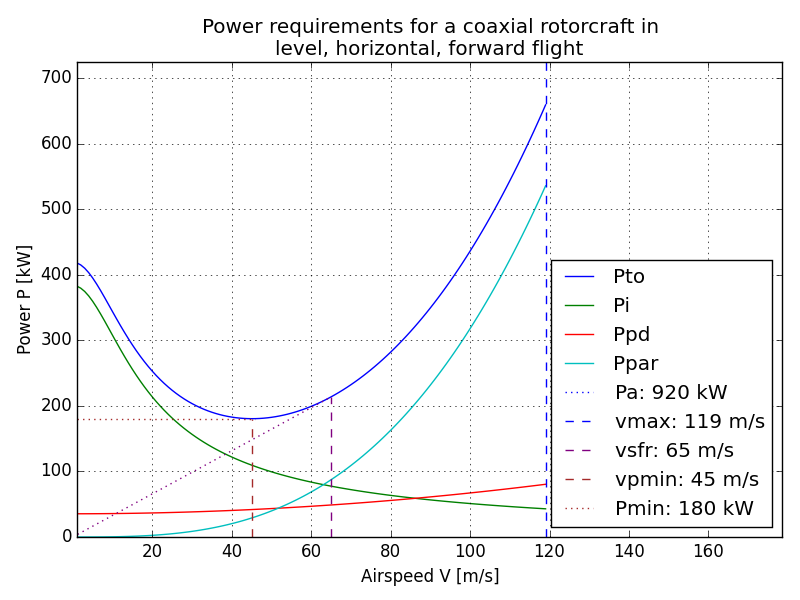 Power requirements for a coaxial rotorcraft in
level, horizontal, forward flight
Power P [kW]
700
600
500
400
300
200
100
0
20
40
60
80
100
120
140
160
Airspeed V [m/s]
Pto
Pi
Ppd
Ppar
Pa: 920 kW
vmax: 119 m/s
vsfr: 65 m/s
vpmin: 45 m/s
Pmin: 180 kW